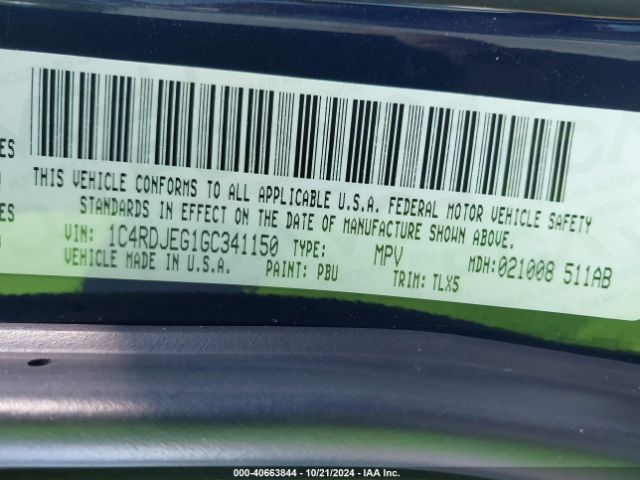 ES
ES
THIS VEHICLE CONFORMS TO ALL APPLICABLE U.S.A. FEDERAL MOTOR VEHICLE SAFETY
STANDARDS IN EFFECT ON THE DATE OF MANUFACTURE SHOWN ABOVE.
VIN: 1C4RDJEG1GC341150 TYPE: MPV MDH:021008 511AB
VEHICLE MADE IN U.S.A. PAINT: PBU TRIM: TLX5
000-40663844 - 10/21/2024 - IAA Inc.